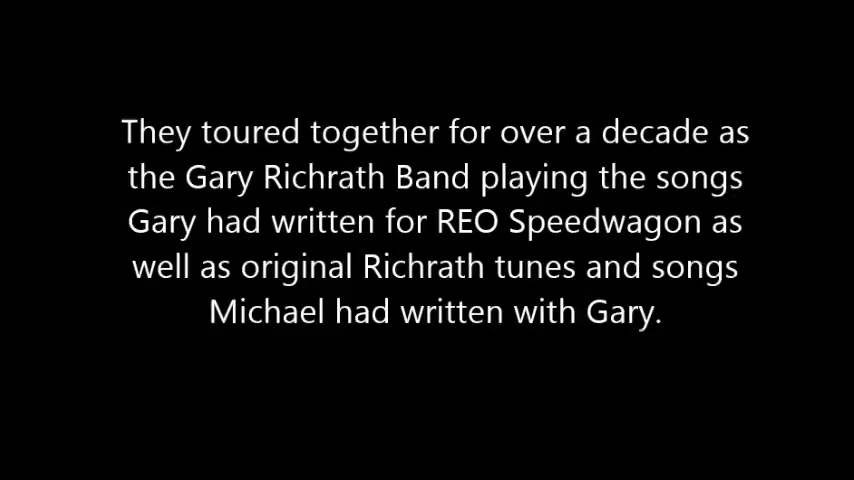 They toured together for over a decade as
the Gary Richrath Band playing the songs
Gary had written for REO Speedwagon as
well as original Richrath tunes and songs
Michael had written with Gary.